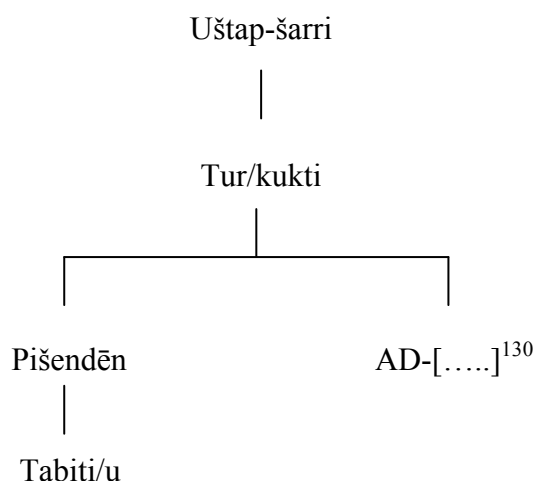 Uštap-šarri
Tur/kukti
Pišendēn AD-[…..]130
Tabiti/u